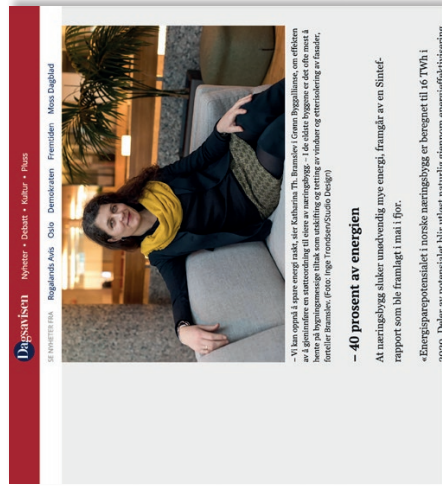 Dagsavisen Nyheter • Debatt • Kultur • Pluss
SE NYHETER FRA Rogalands Avis Oslo Demokraten Fremtiden Moss Dagblad
– Vi kan oppnå å spare energi raskt, sier Katharina Th. Bramslev i Grønn Byggallianse, om effekten
av å gjeninnføre en støtteordning til eiere av næringsbygg. – I de eldste byggene er det ofte mest å
hente på bygningsmessige tiltak som utskifting og tetting av vinduer og etterisolering av fasader,
forteller Bramslev. (Foto: Inge Trondsen/Studio Design)
– 40 prosent av energien
At næringsbygg sluker unødvendig mye energi, framgår av en Sintef-
rapport som ble framlagt i mai i fjor.
«Energisparepotensialet i norske næringsbygg er beregnet til 16 TWh i